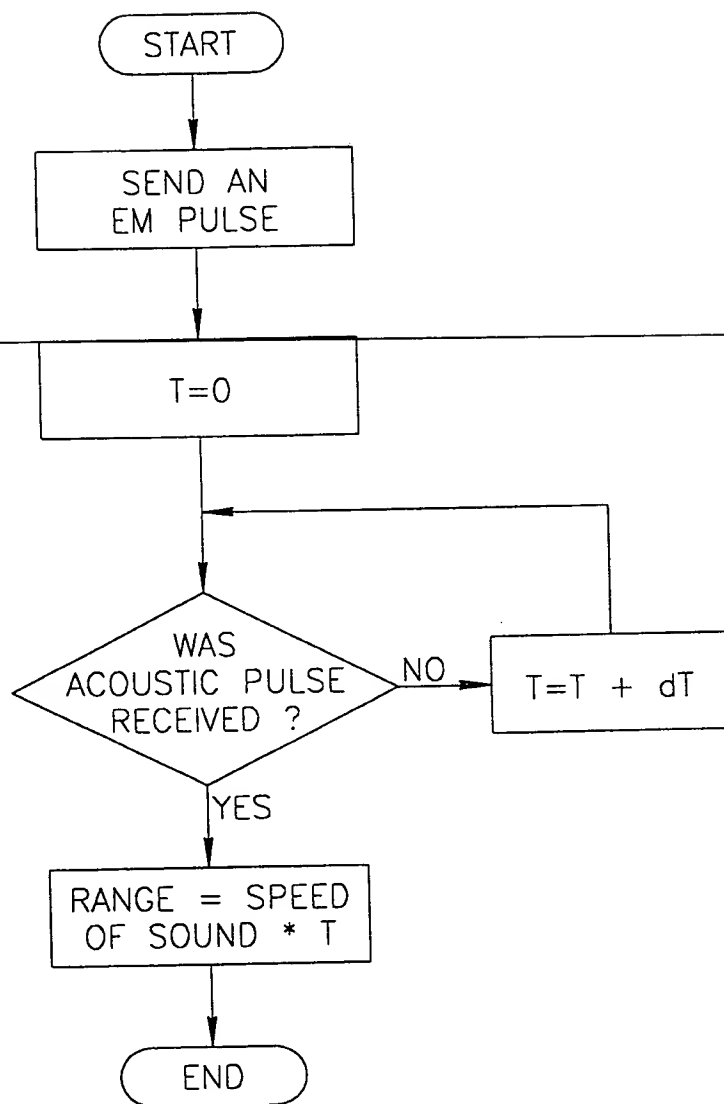 START
SEND AN
EM PULSE
T=0
WAS
ACOUSTIC PULSE
RECEIVED ?
NO
T=T + dT
YES
RANGE = SPEED
OF SOUND * T
END